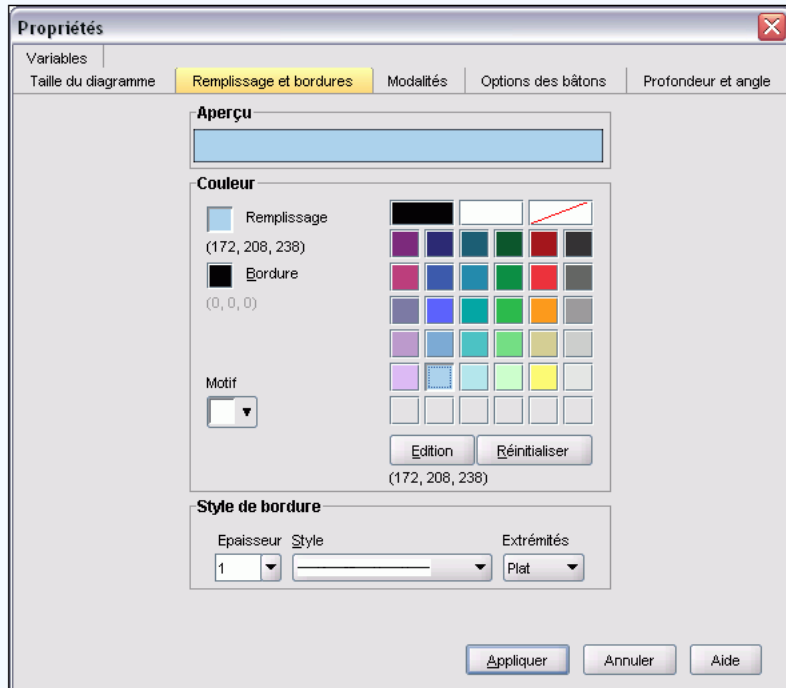 Propriétés
Variables
Taille du diagramme
Remplissage et bordures
Modalités
Options des bâtons
Profondeur et angle
Aperçu
Couleur
Remplissage
(172, 208, 238)
Bordure
(0, 0, 0)
Motif
Edition
Réinitialiser
(172, 208, 238)
Style de bordure
Epaisseur
Style
Extrémités
1
Plat
Appliquer
Annuler
Aide